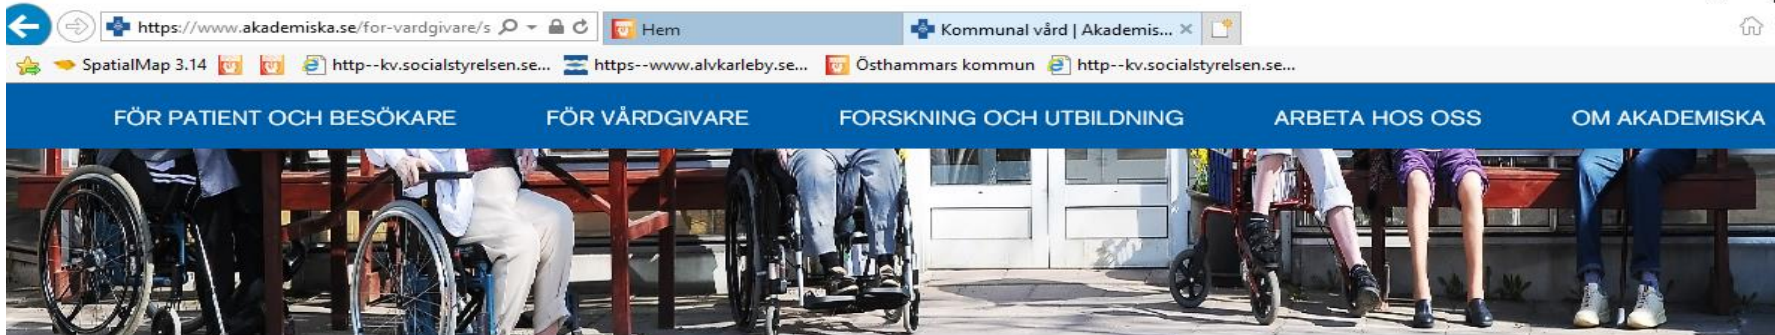 https://www.akademiska.se/for-vardgivare/s Hem Kommunal vård | Akademis...
SpatialMap 3.14 http--kv.socialstyrelsen.se... https--www.alvkarleby.se... Östhammars kommun http--kv.socialstyrelsen.se...
FÖR PATIENT OCH BESÖKARE FÖR VÅRDGIVARE FORSKNING OCH UTBILDNING ARBETA HOS OSS OM AKADEMISKA